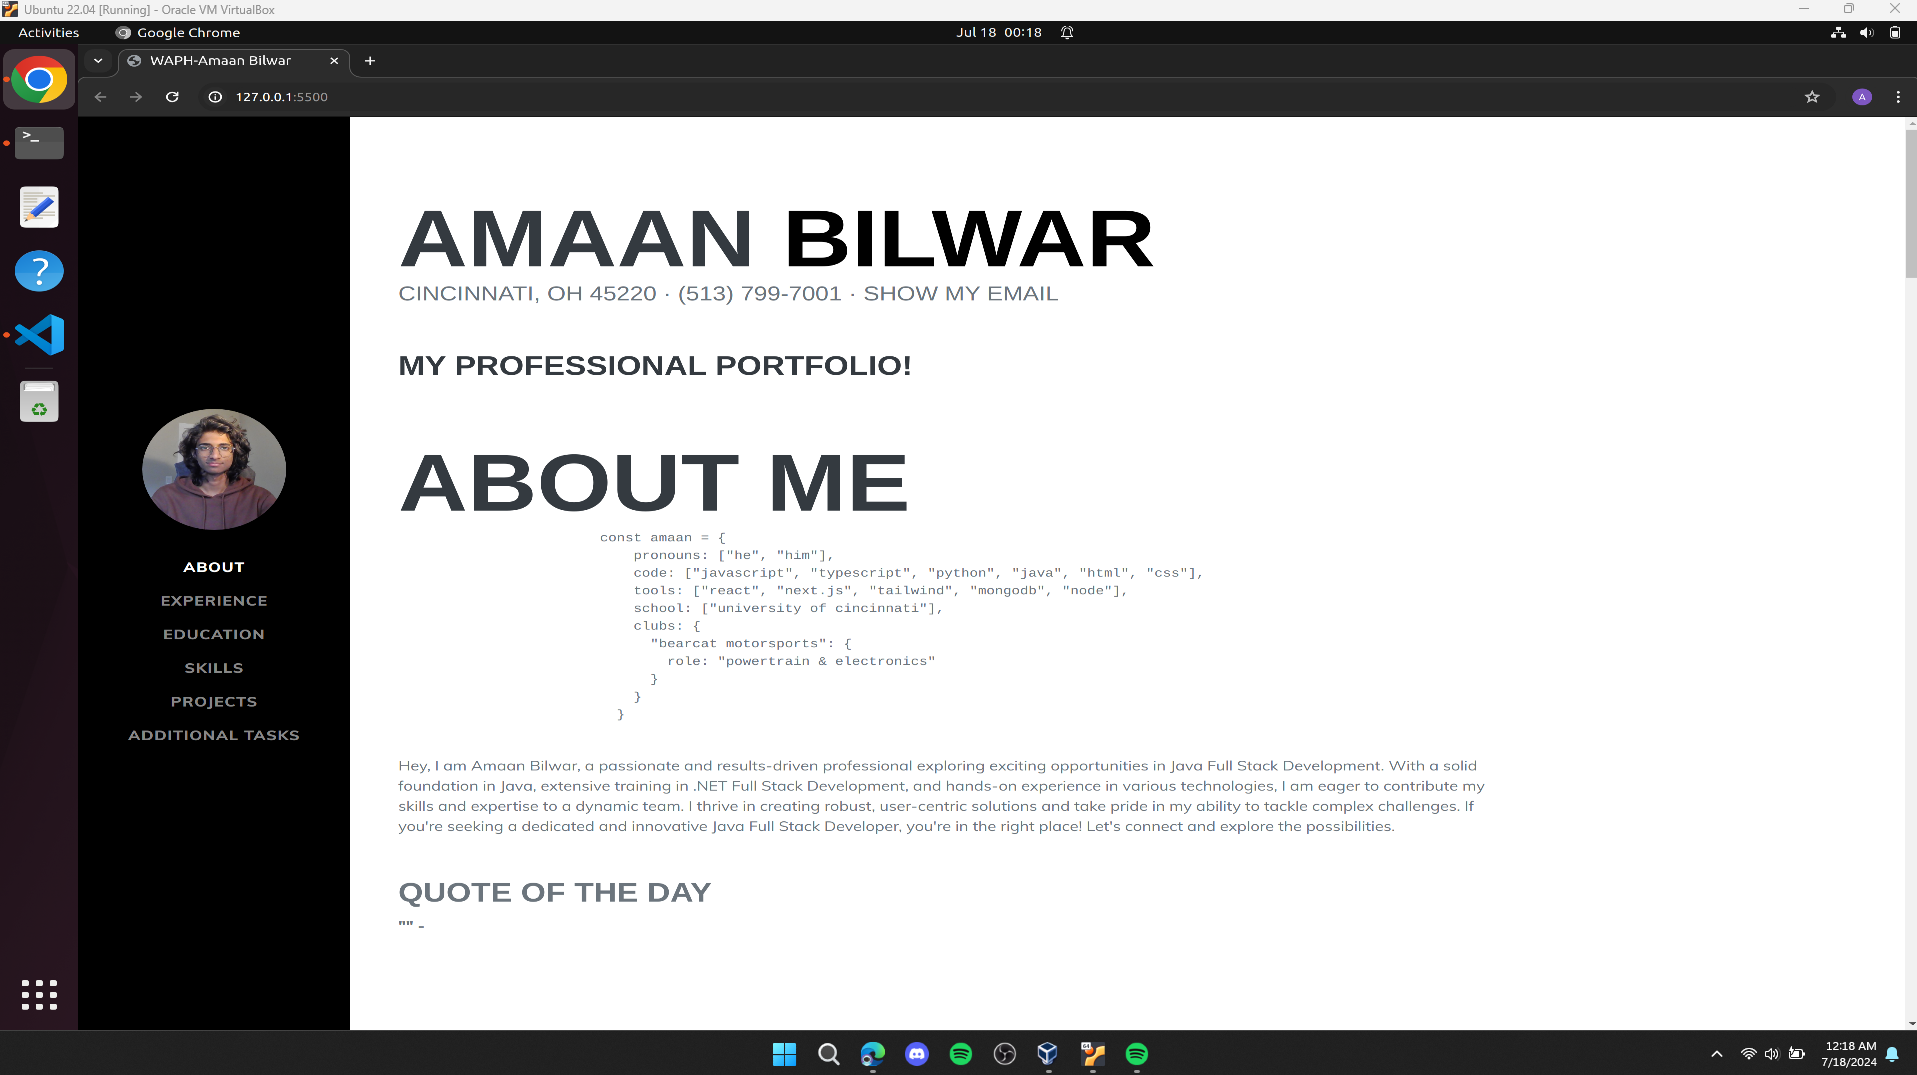 Ubuntu 22.04 [Running] - Oracle VM VirtualBox
Activities
Google Chrome
Jul 18 00:18
WAPH-Amaan Bilwar
127.0.0.1:5500
A
AMAAN BILWAR
CINCINNATI, OH 45220 · (513) 799-7001 · SHOW MY EMAIL
MY PROFESSIONAL PORTFOLIO!
ABOUT
EXPERIENCE
EDUCATION
SKILLS
PROJECTS
ADDITIONAL TASKS
ABOUT ME
const amaan = {
pronouns: ["he", "him"],
code: ["javascript", "typescript", "python", "java", "html", "css"],
tools: ["react", "next.js", "tailwind", "mongodb", "node"],
school: ["university of cincinnati"],
clubs: {
"bearcat motorsports": {
role: "powertrain & electronics"
}
}
}
Hey, I am Amaan Bilwar, a passionate and results-driven professional exploring exciting opportunities in Java Full Stack Development. With a solid
foundation in Java, extensive training in .NET Full Stack Development, and hands-on experience in various technologies, I am eager to contribute my
skills and expertise to a dynamic team. I thrive in creating robust, user-centric solutions and take pride in my ability to tackle complex challenges. If
you're seeking a dedicated and innovative Java Full Stack Developer, you're in the right place! Let's connect and explore the possibilities.
QUOTE OF THE DAY
"" -
12:18 AM
7/18/2024